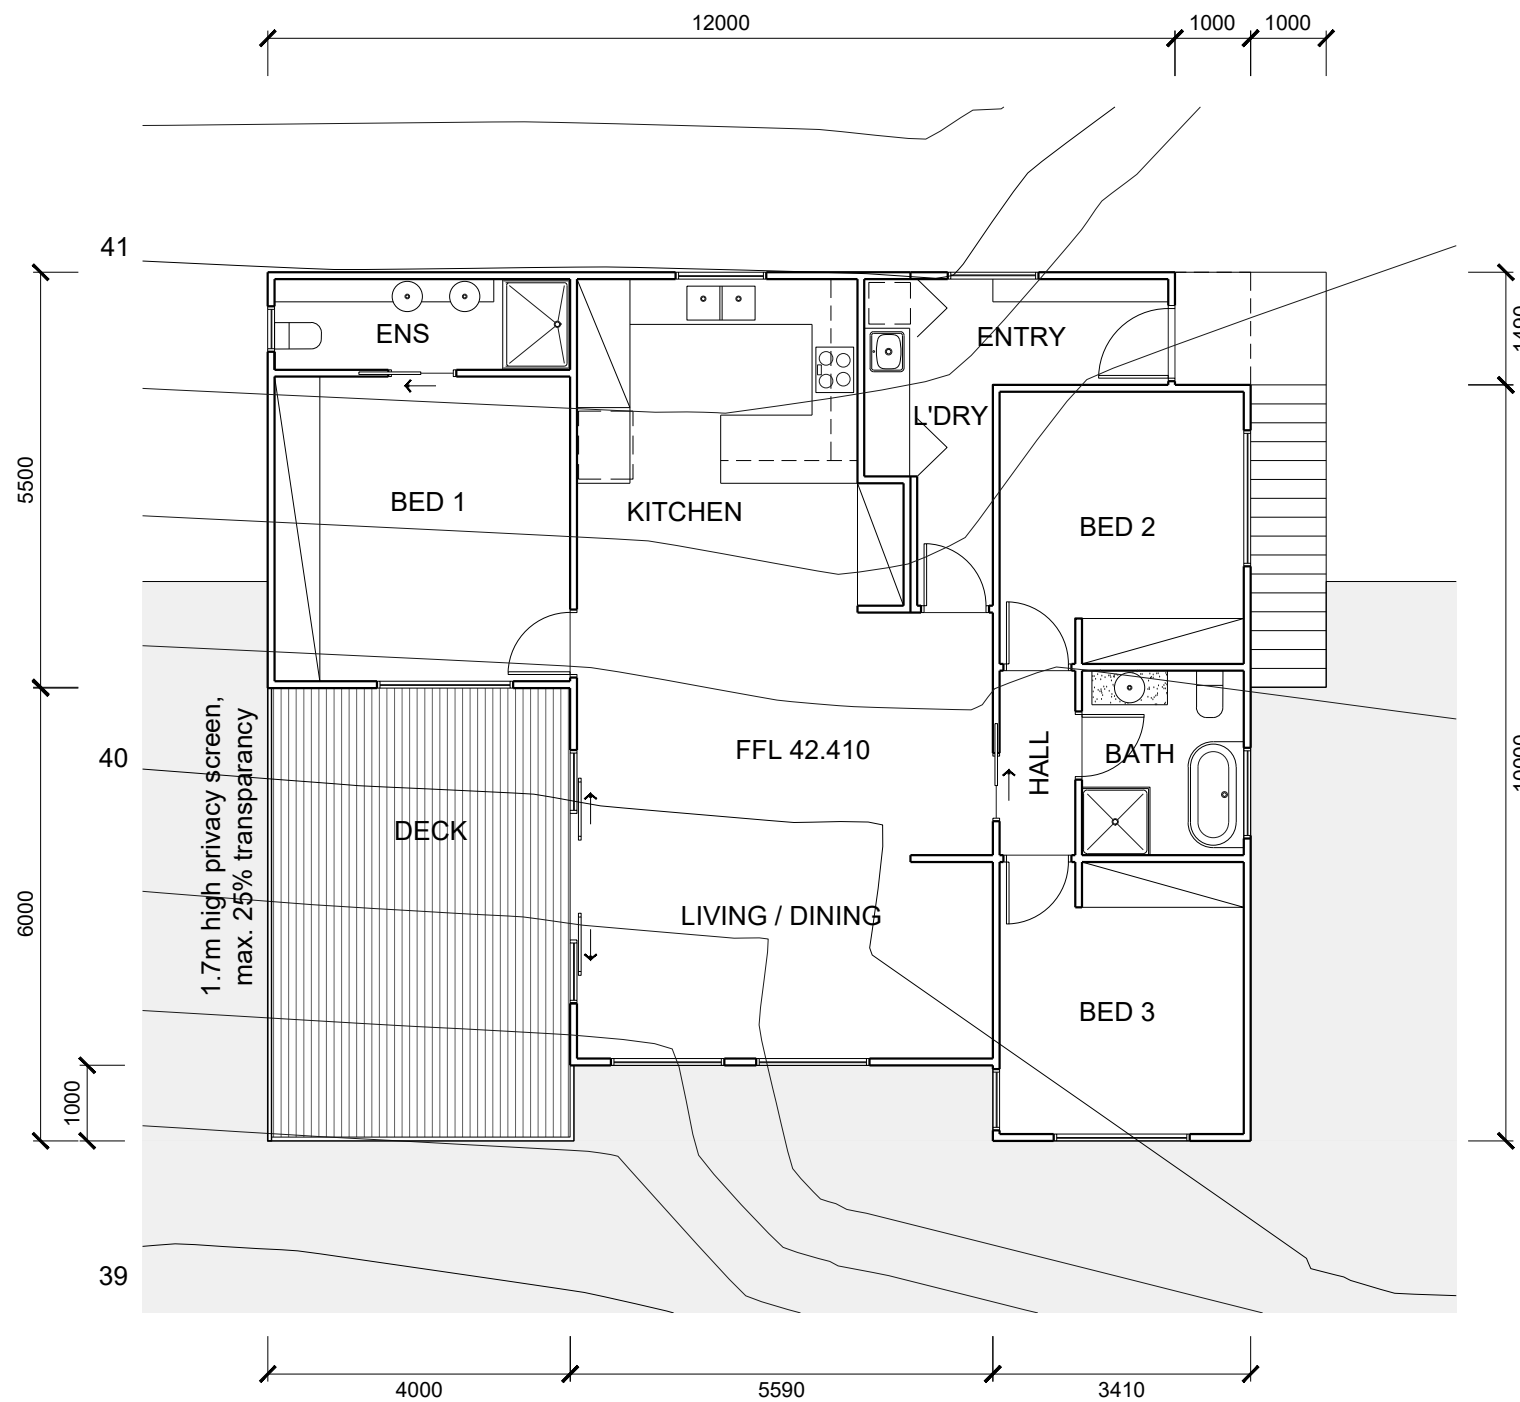 12000
1000
1000
41
ENS
ENTRY
L'DRY
5500
BED 1
KITCHEN
BED 2
40
1.7m high privacy screen,
max. 25% transparancy
FFL 42.410
HALL
BATH
DECK
6000
LIVING / DINING
BED 3
1000
39
4000
5590
3410